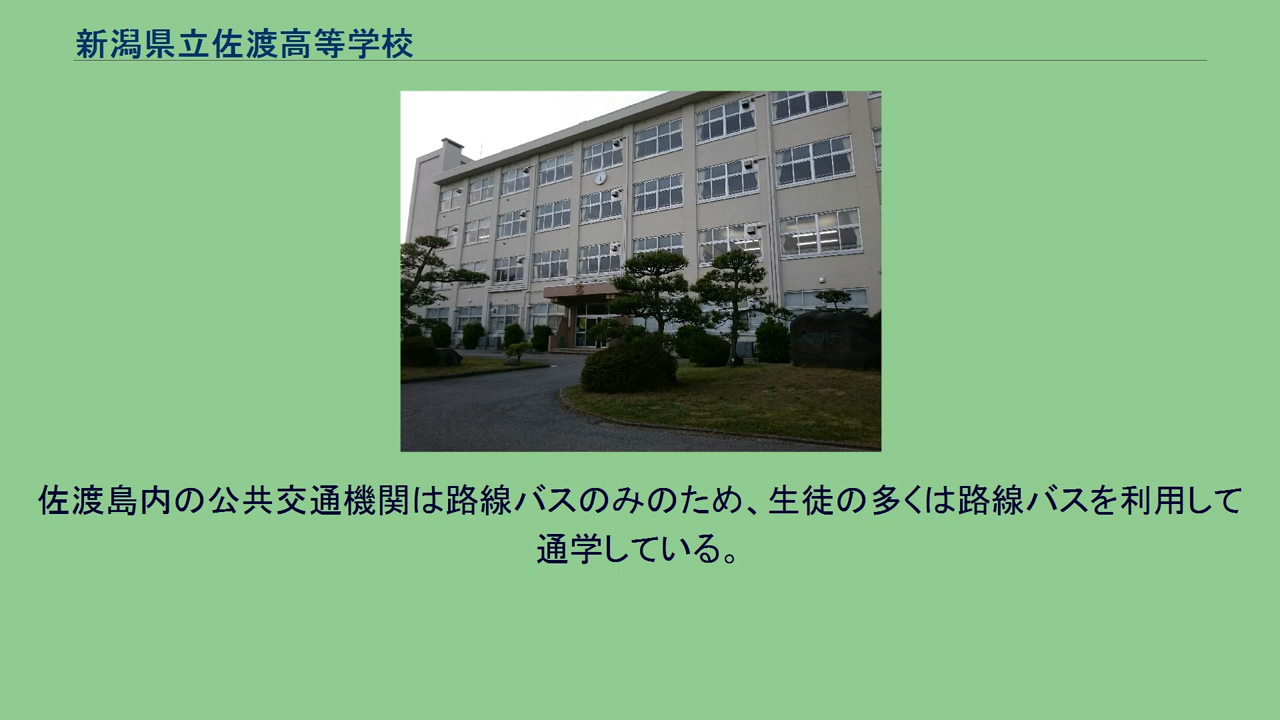 新潟県立佐渡高等学校
佐渡島内の公共交通機関は路線バスのみのため、生徒の多くは路線バスを利用して
通学している。